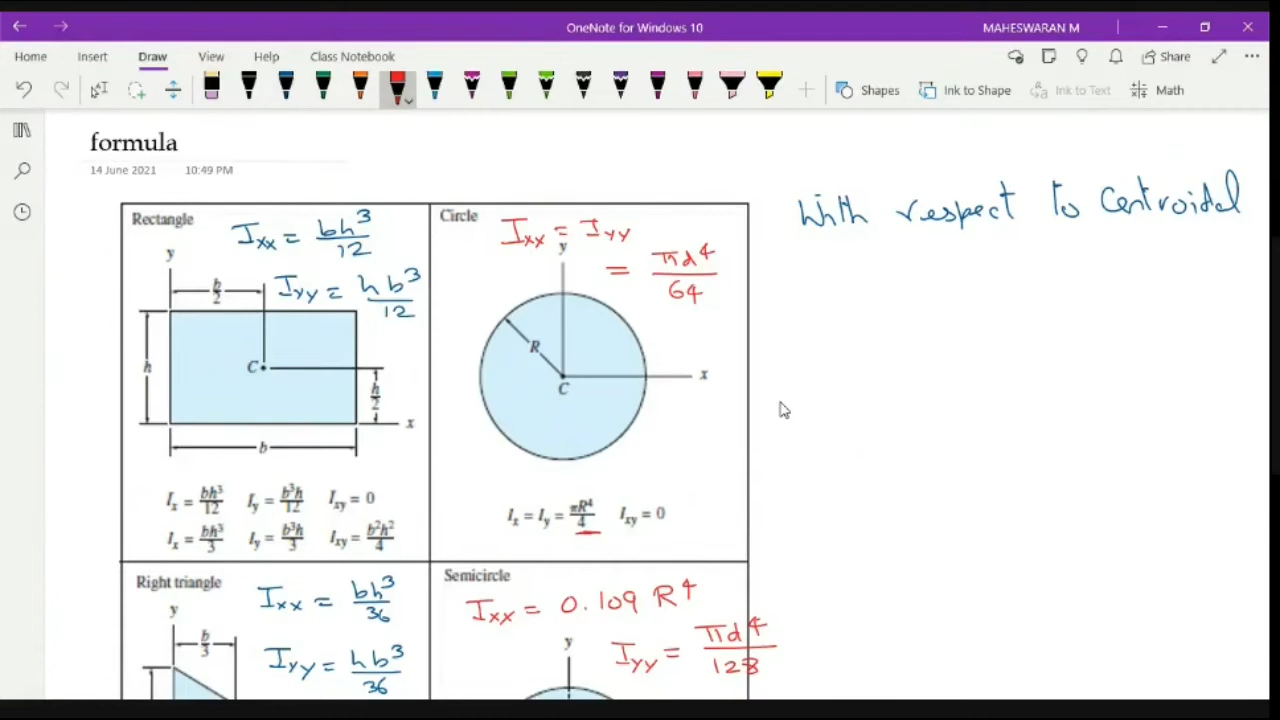 OneNote for Windows 10
MAHESWARAN M
Home Insert Draw View Help Class Notebook
Share
Shapes Ink to Shape Ink to Text Math
formula
14 June 2021 10:49 PM
With respect to Centroidal
Rectangle
Ixx = bh³/12
Iyy = hb³/12
y
b/2
h
C
h/2
x
b
Ix = bh³/12 Iy = b³h/12 Ixy = 0
Ix = bh³/3 Iy = b³h/3 Ixy = b²h²/4
Circle
Ixx = Iyy
= πd⁴/64
y
R
C
x
Ix = Iy = πR⁴/4 Ixy = 0
Right triangle
Ixx = bh³/36
Iyy = hb³/36
y
b/3
Semicircle
Ixx = 0.109 R⁴
Iyy = πd⁴/128
y